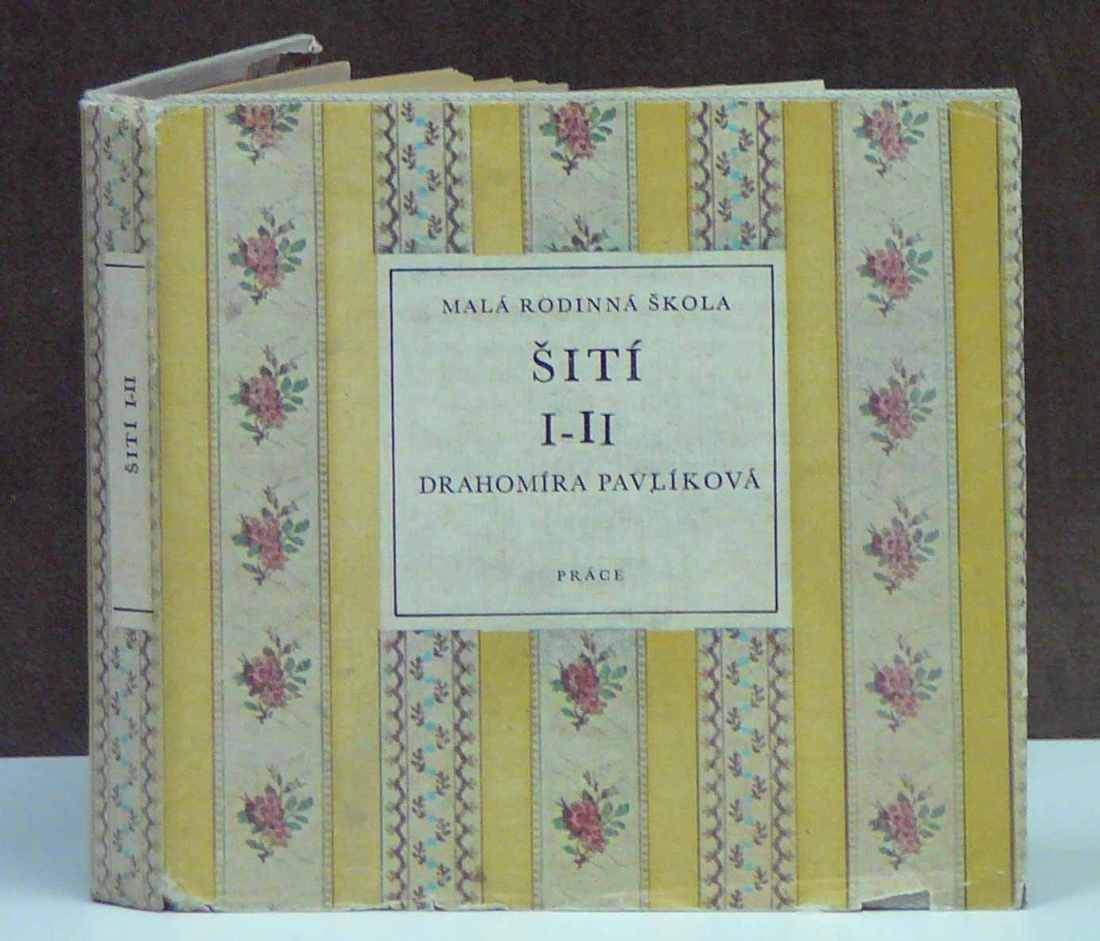 ŠITÍ I-II
MALÁ RODINNÁ ŠKOLA
ŠITÍ
I-II
DRAHOMÍRA PAVLÍKOVÁ
PRÁCE